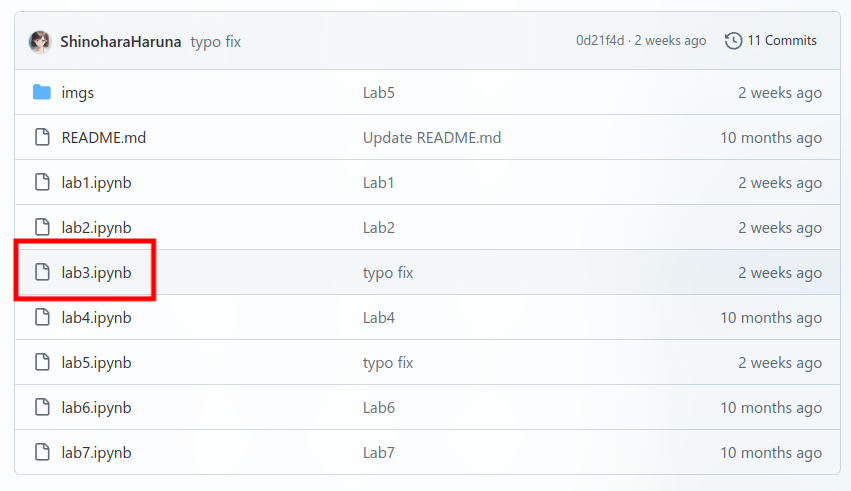 ShinoharaHaruna typo fix 0d21f4d · 2 weeks ago 11 Commits
imgs Lab5 2 weeks ago
README.md Update README.md 10 months ago
lab1.ipynb Lab1 2 weeks ago
lab2.ipynb Lab2 2 weeks ago
lab3.ipynb typo fix 2 weeks ago
lab4.ipynb Lab4 10 months ago
lab5.ipynb typo fix 2 weeks ago
lab6.ipynb Lab6 10 months ago
lab7.ipynb Lab7 10 months ago